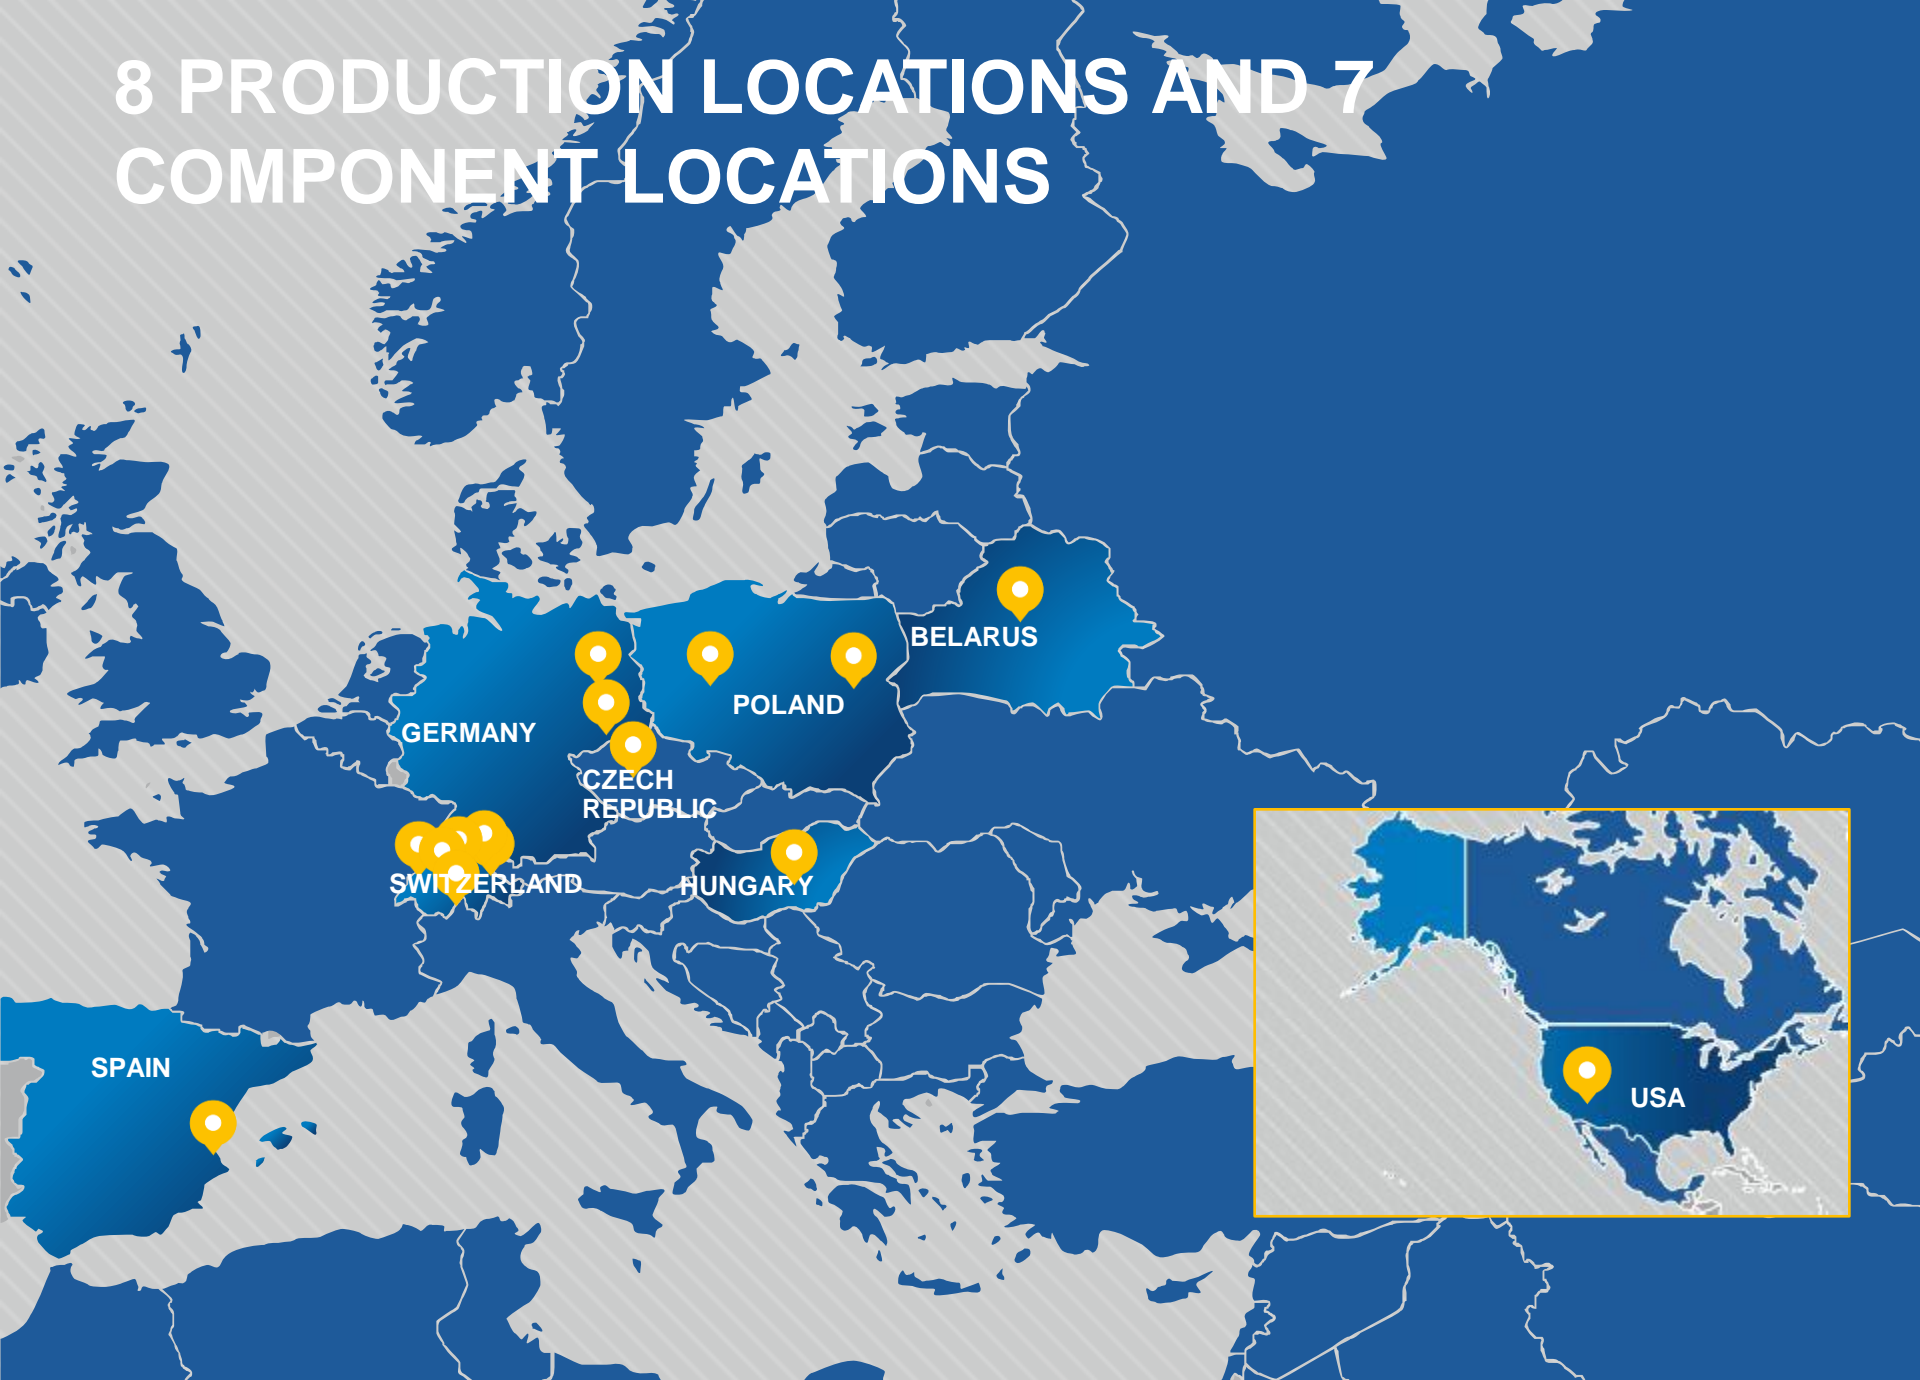 8 PRODUCTION LOCATIONS AND 7
COMPONENT LOCATIONS
BELARUS
POLAND
GERMANY
CZECH
REPUBLIC
SWITZERLAND
HUNGARY
SPAIN
USA